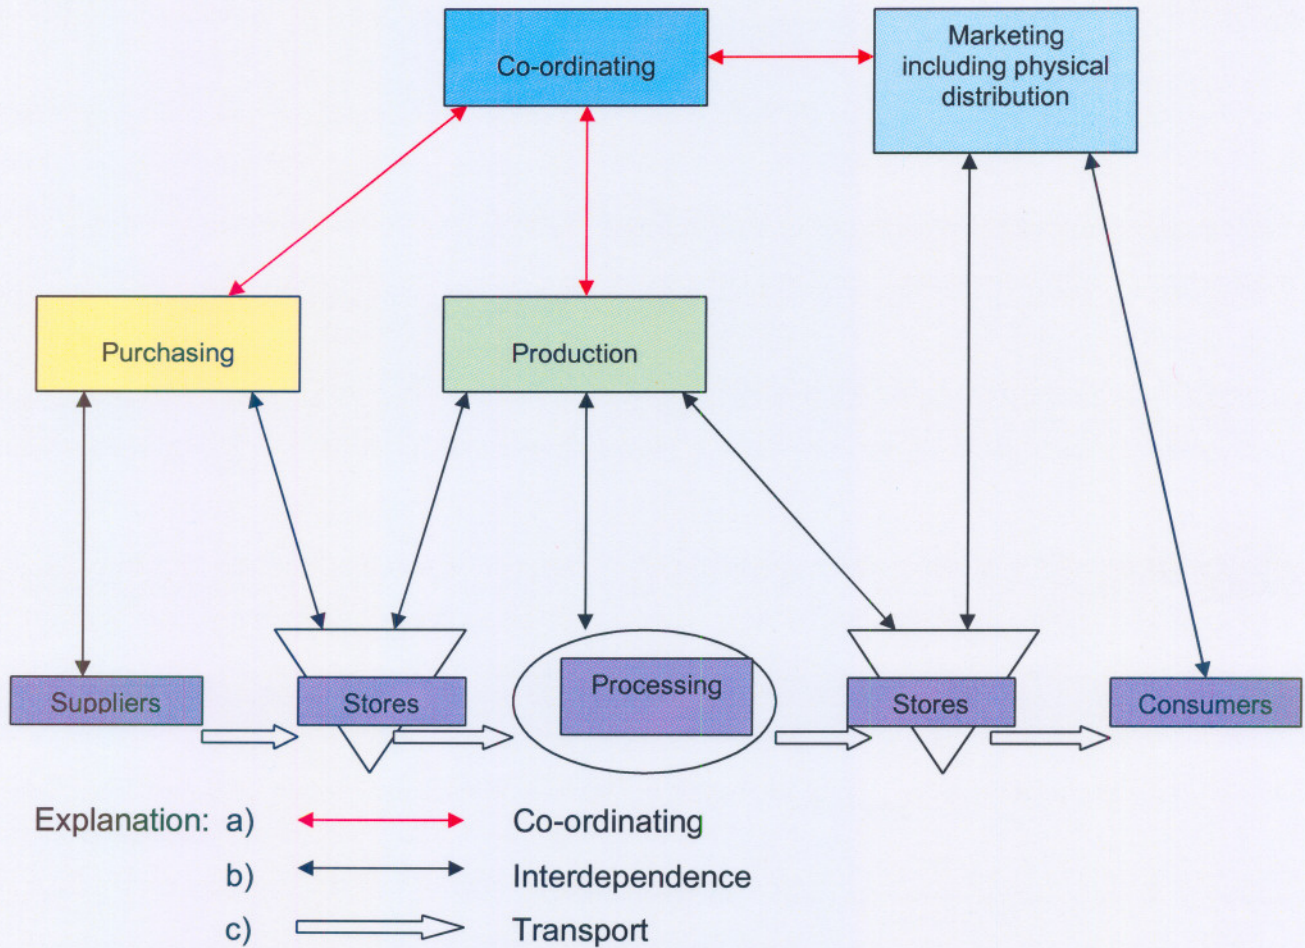 Co-ordinating
Marketing
including physical
distribution
Purchasing
Production
Suppliers
Stores
Processing
Stores
Consumers
Explanation: a) Co-ordinating
b) Interdependence
c) Transport